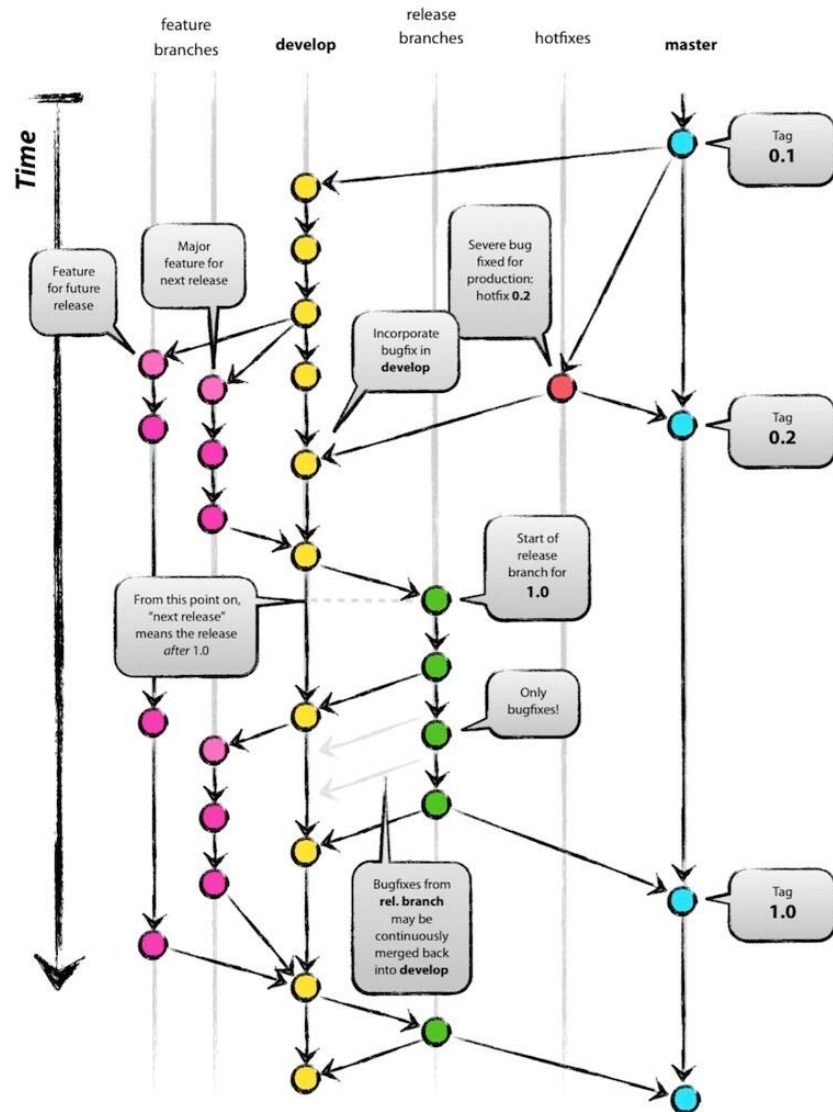 feature
branches
develop
release
branches
hotfixes
master
Time
Tag
0.1
Major
feature for
next release
Severe bug
fixed for
production:
hotfix 0.2
Feature
for future
release
Incorporate
bugfix in
develop
Tag
0.2
Start of
release
branch for
1.0
From this point on,
“next release”
means the release
after 1.0
Only
bugfixes!
Bugfixes from
rel. branch
may be
continuously
merged back
into develop
Tag
1.0